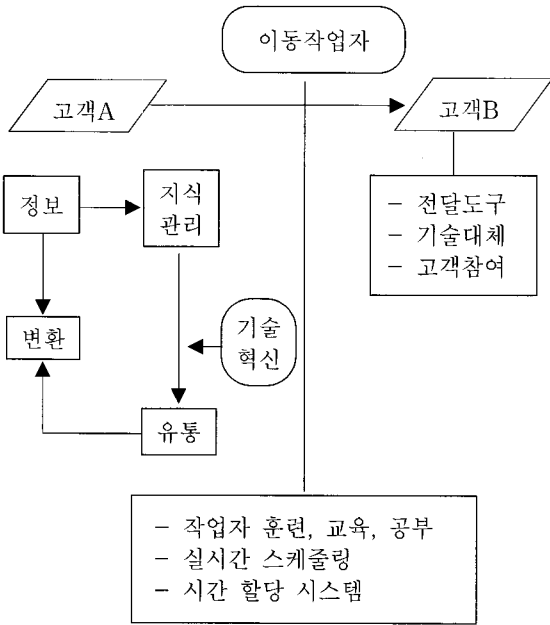 이동작업자
고객A
고객B
정보
지식
관리
– 전달도구
– 기술대체
– 고객참여
변환
기술
혁신
유통
– 작업자 훈련, 교육, 공부
– 실시간 스케줄링
– 시간 할당 시스템